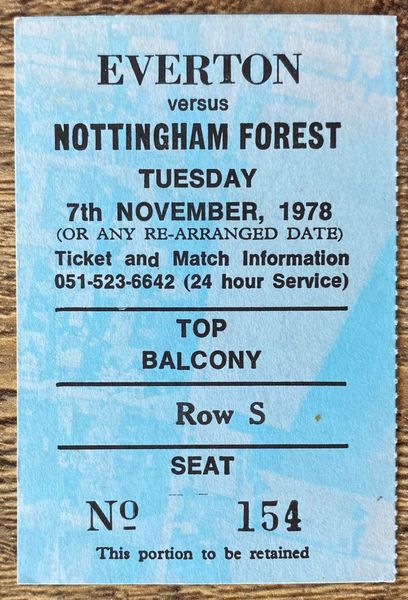 EVERTON
versus
NOTTINGHAM FOREST
TUESDAY
7th NOVEMBER, 1978
(OR ANY RE-ARRANGED DATE)
Ticket and Match Information
051-523-6642 (24 hour Service)
TOP
BALCONY
Row S
SEAT
Nº 154
This portion to be retained